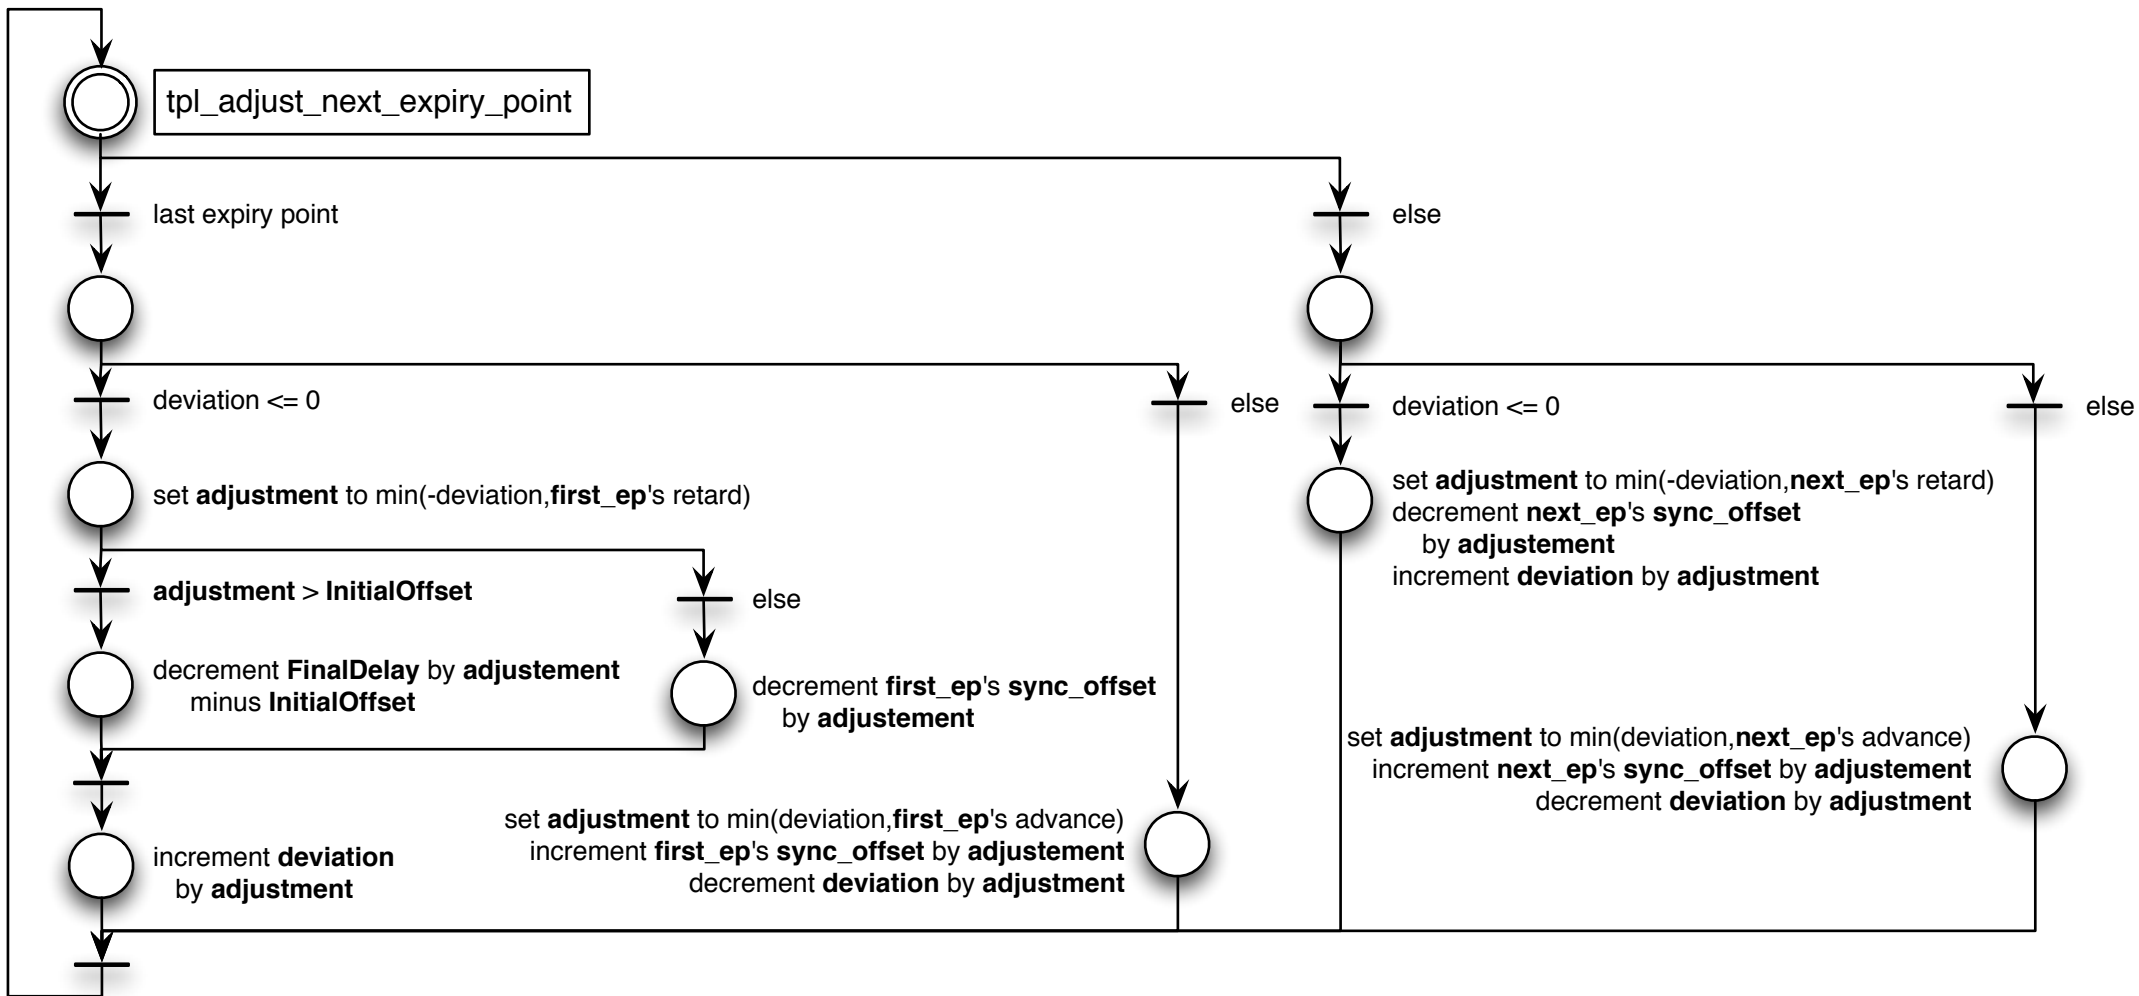 tpl_adjust_next_expiry_point
last expiry point
else
deviation <= 0
else
deviation <= 0
else
set adjustment to min(-deviation,first_ep's retard)
set adjustment to min(-deviation,next_ep's retard)
decrement next_ep's sync_offset
by adjustement
increment deviation by adjustment
adjustment > InitialOffset
else
decrement FinalDelay by adjustement
minus InitialOffset
decrement first_ep's sync_offset
by adjustement
set adjustment to min(deviation,next_ep's advance)
increment next_ep's sync_offset by adjustement
decrement deviation by adjustment
increment deviation
by adjustment
set adjustment to min(deviation,first_ep's advance)
increment first_ep's sync_offset by adjustement
decrement deviation by adjustment